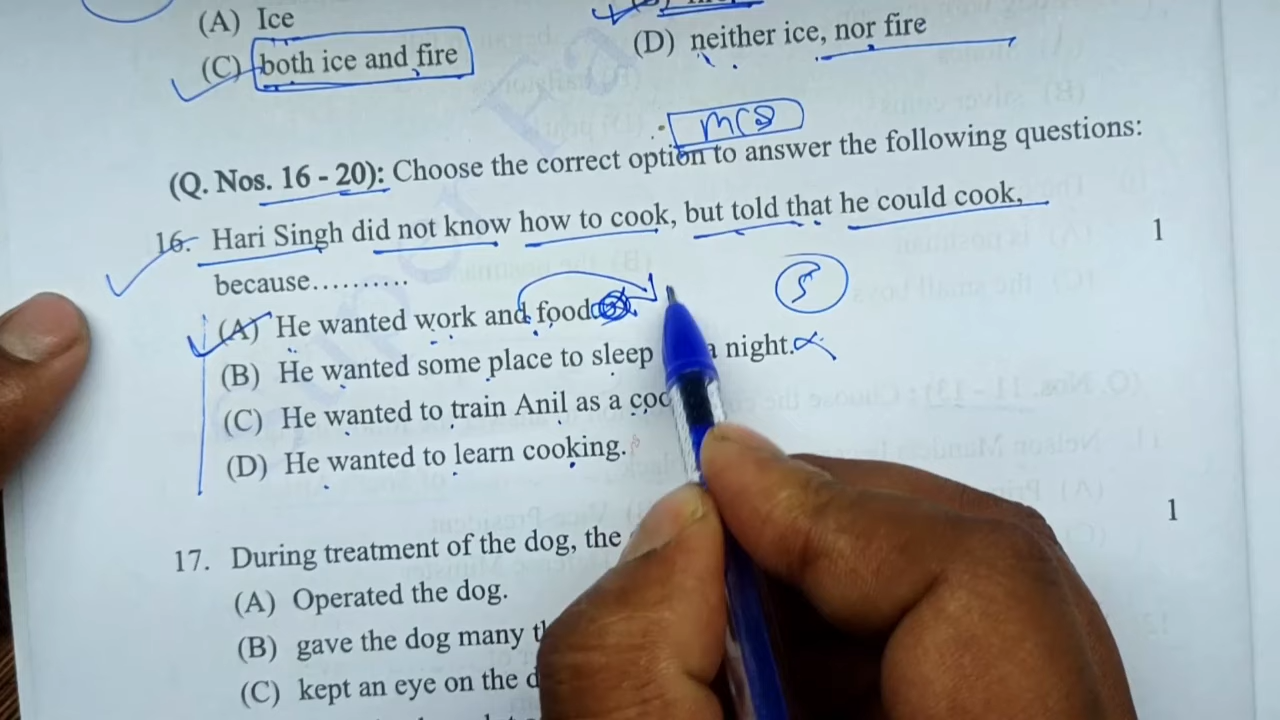 (A) Ice
(C) both ice and fire
(D) neither ice, nor fire
MCQ
(Q. Nos. 16 - 20): Choose the correct option to answer the following questions:
16. Hari Singh did not know how to cook, but told that he could cook,
because..........
1
(A) He wanted work and food.
(B) He wanted some place to sleep night.
(C) He wanted to train Anil as a
(D) He wanted to learn cooking.
17. During treatment of the dog, the
1
(A) Operated the dog.
(B) gave the dog many
(C) kept an eye on the